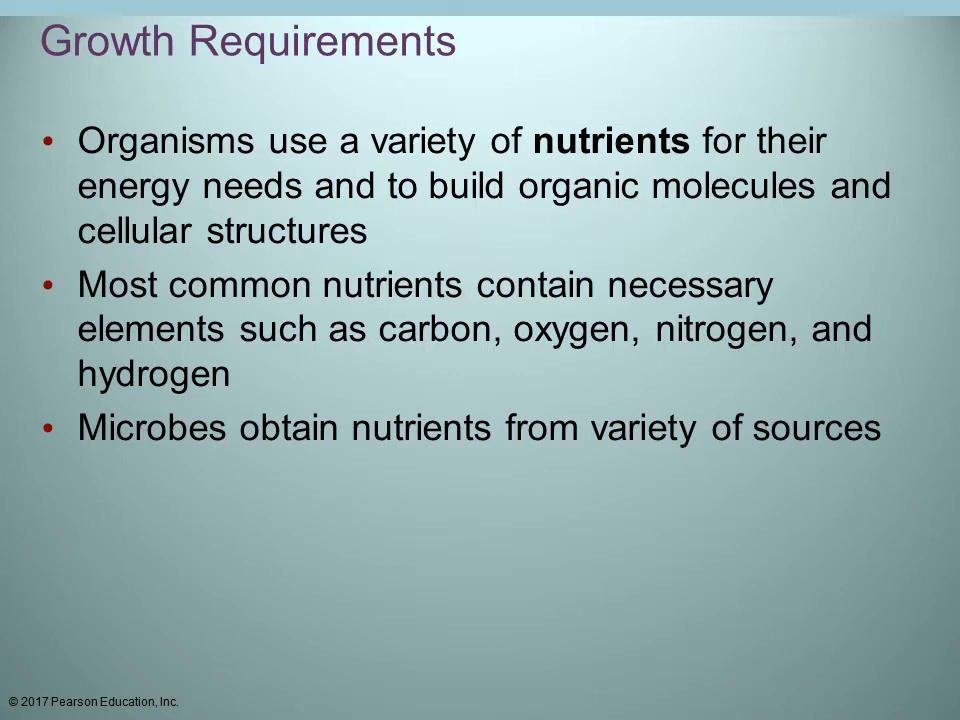 Growth Requirements
• Organisms use a variety of nutrients for their
energy needs and to build organic molecules and
cellular structures
• Most common nutrients contain necessary
elements such as carbon, oxygen, nitrogen, and
hydrogen
• Microbes obtain nutrients from variety of sources
© 2017 Pearson Education, Inc.